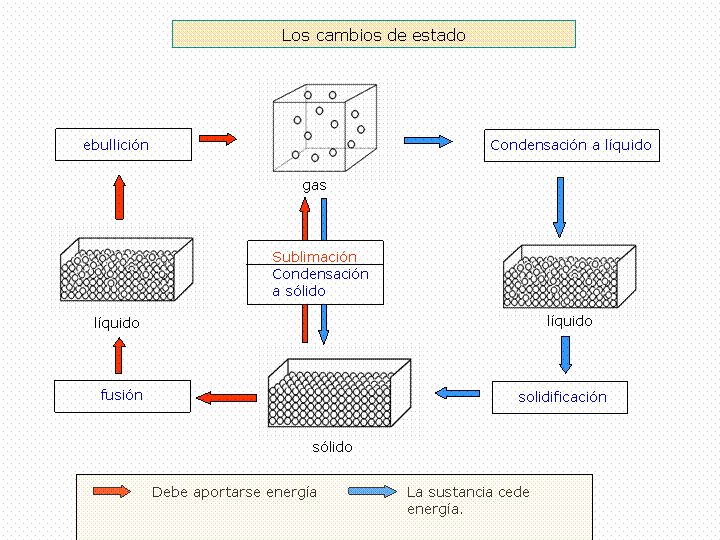 Los cambios de estado
ebullición
Condensación a líquido
gas
Sublimación
Condensación
a sólido
líquido
líquido
fusión
solidificación
sólido
Debe aportarse energía
La sustancia cede
energía.